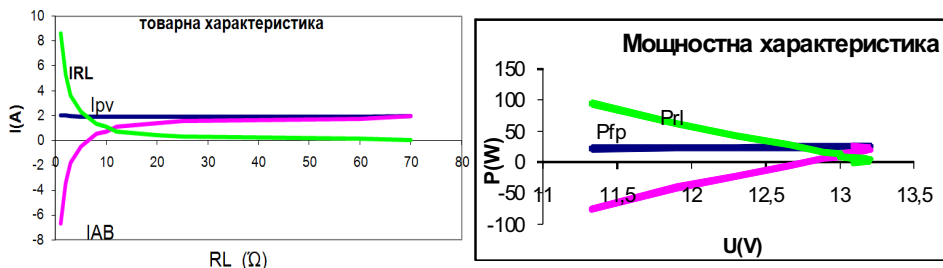 товарна характеристика
I(A)
10
8
6
4
2
0
-2
-4
-6
-8
IRL
Ipv
IAB
0 10 20 30 40 50 60 70 80
RL (Ώ)
Мощностна характеристика
P(W)
150
100
50
0
-50
-100
Prl
Pfp
11 11,5 12 12,5 13 13,5
U(V)